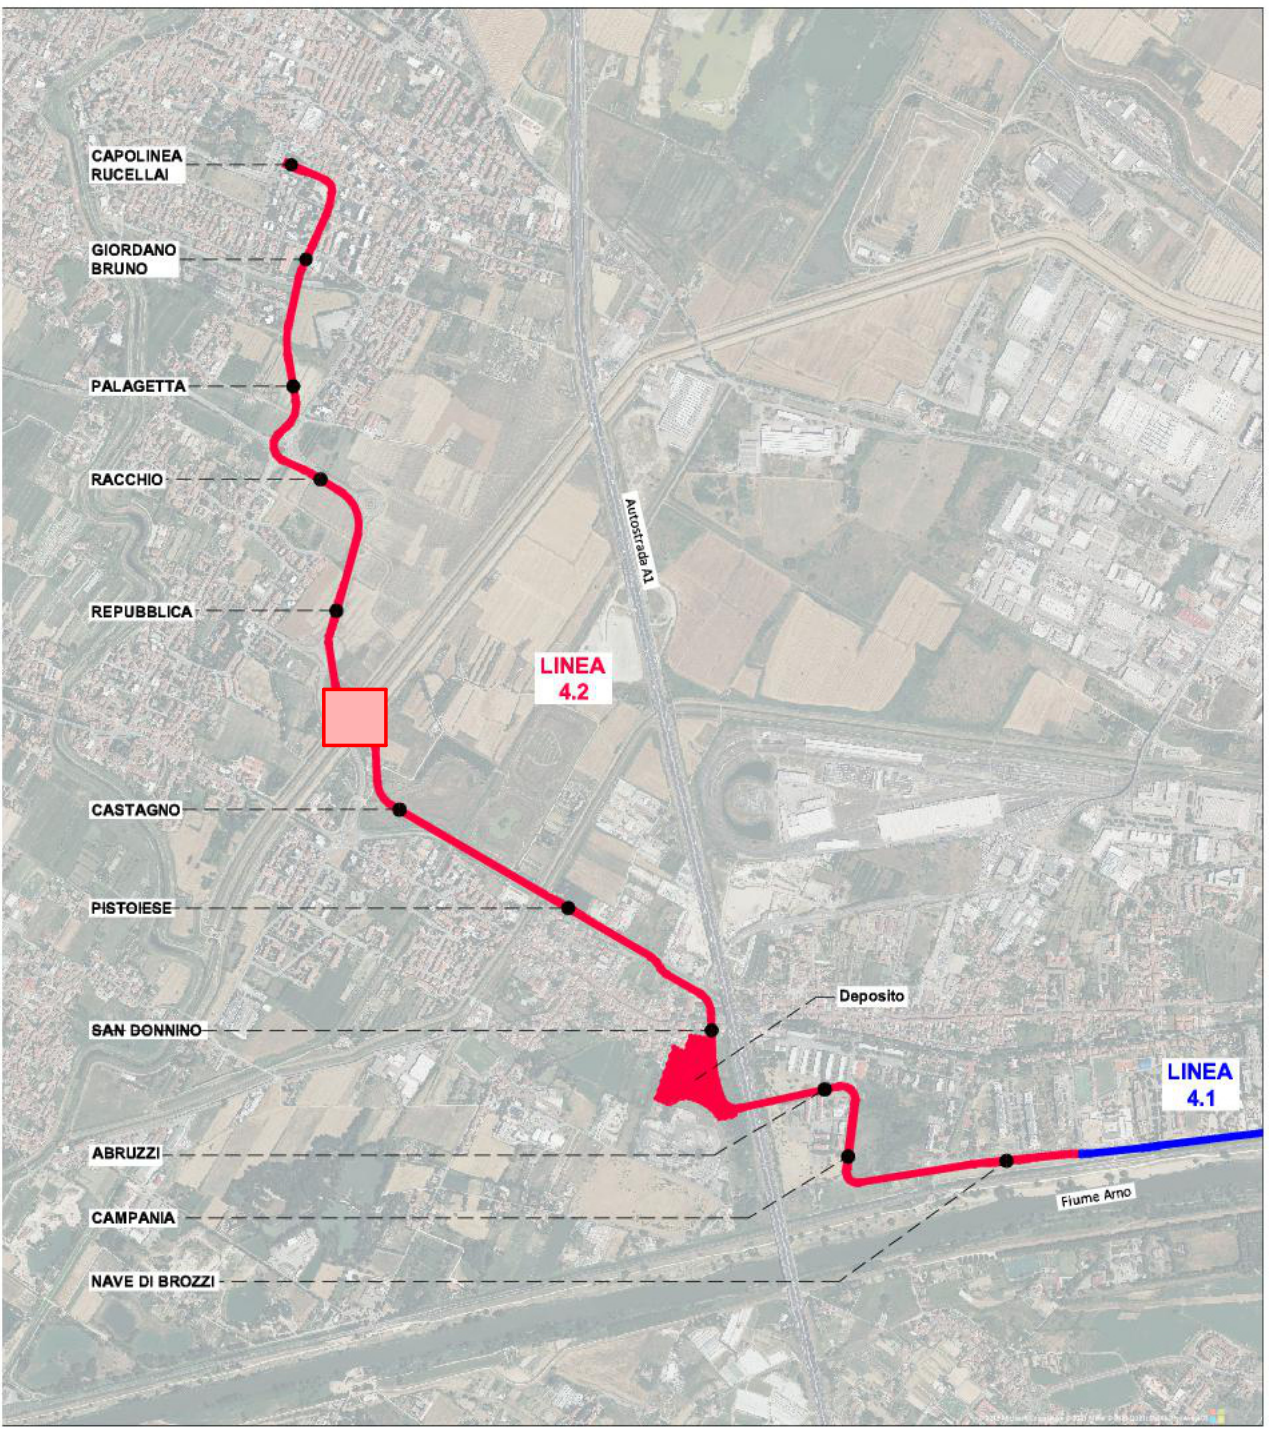 CAPOLINEA
RUCELLAI
GIORDANO
BRUNO
PALAGETTA
RACCHIO
Autostrada A1
REPUBBLICA
LINEA
4.2
CASTAGNO
PISTOIESE
Deposito
SAN DONNINO
LINEA
4.1
ABRUZZI
Fiume Arno
CAMPANIA
NAVE DI BROZZI